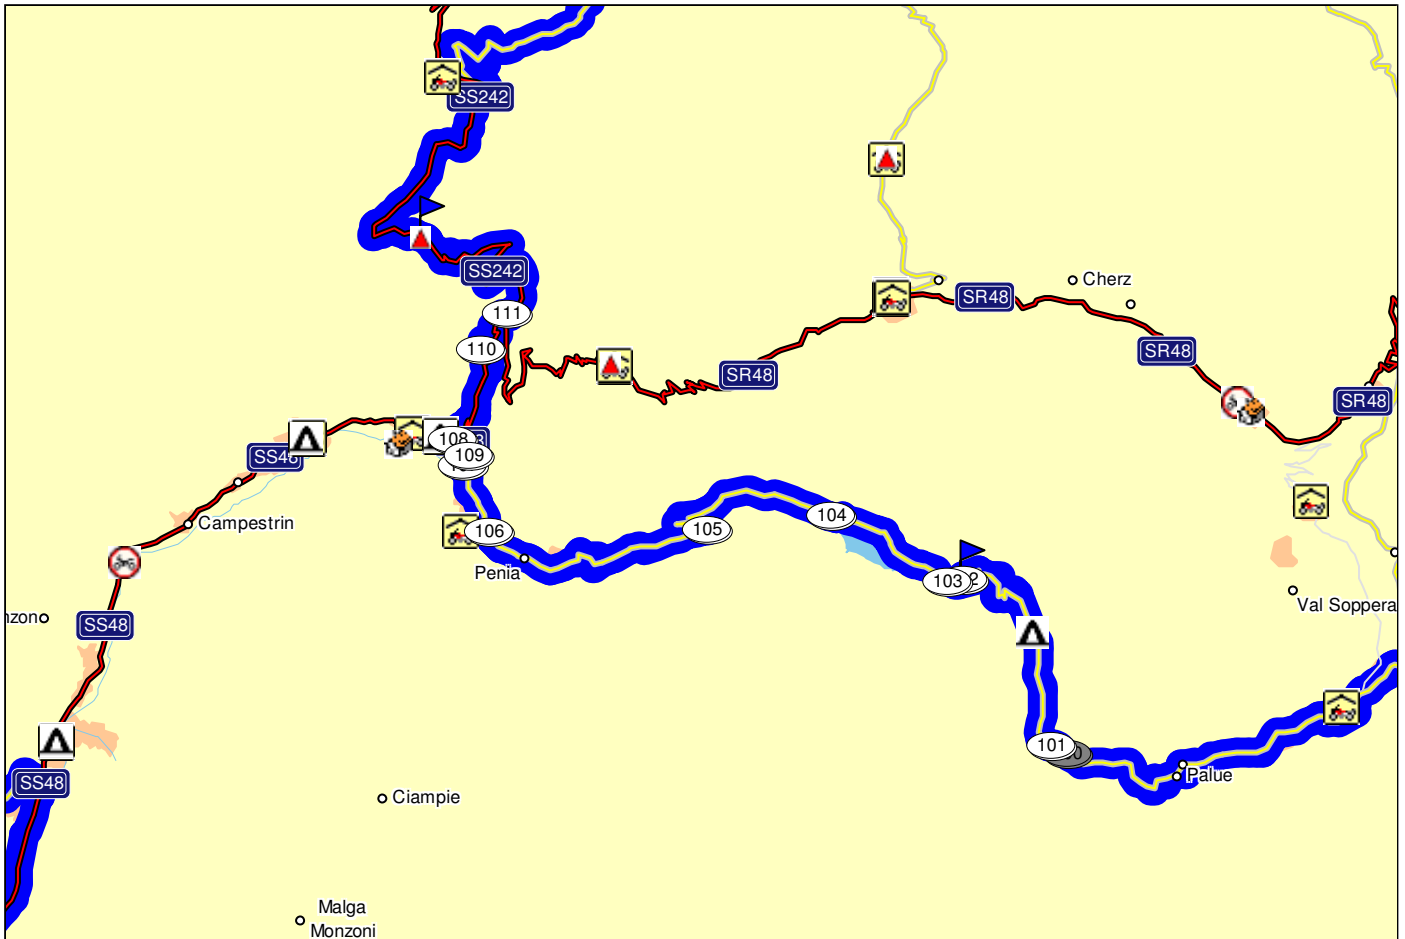 SS242
SS242
111
Cherz
SR48
110
SR48
SR48
SR48
108
SS48
109
Campestrin
104
106
105
Penia
103
2
Val Soppera
nzon
SS48
101
Palue
SS48
Ciampie
Malga
Monzoni